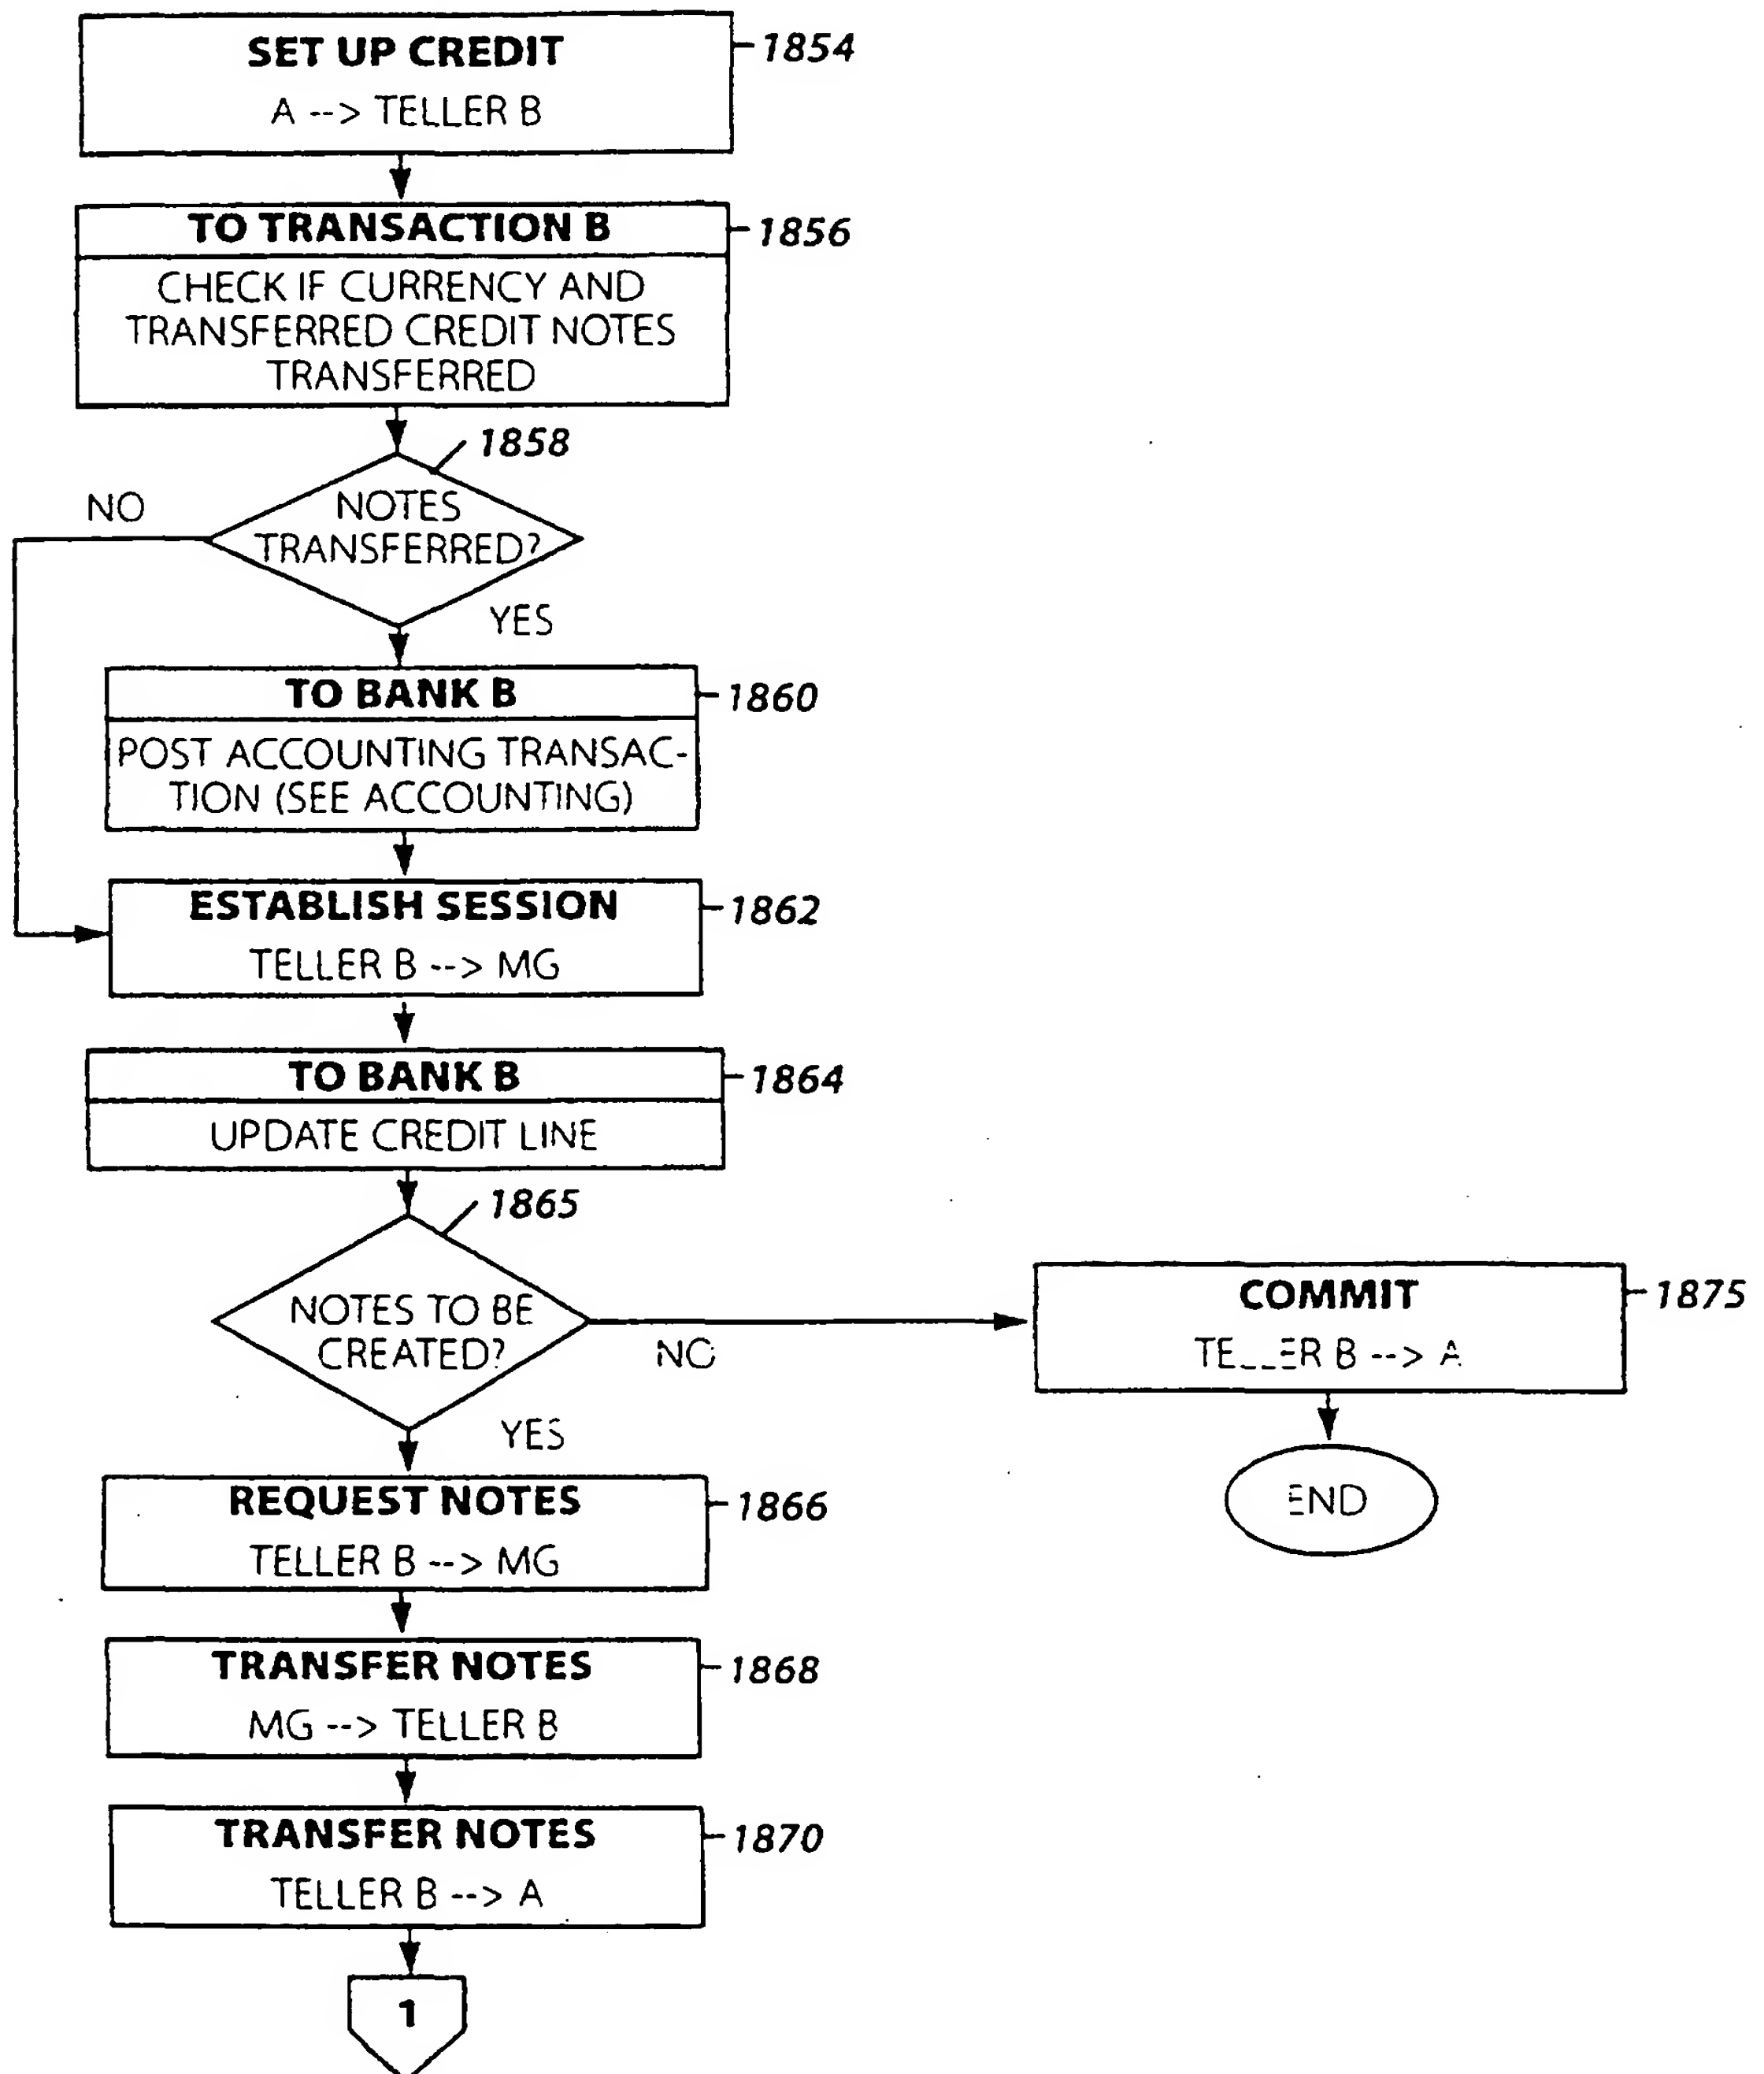 SET UP CREDIT
1854
A --> TELLER B
TO TRANSACTION B
1856
CHECK IF CURRENCY AND
TRANSFERRED CREDIT NOTES
TRANSFERRED
1858
NO
NOTES
TRANSFERRED?
YES
TO BANK B
1860
POST ACCOUNTING TRANSAC-
TION (SEE ACCOUNTING)
ESTABLISH SESSION
1862
TELLER B --> MG
TO BANK B
1864
UPDATE CREDIT LINE
1865
NOTES TO BE
CREATED?
NO
YES
COMMIT
1875
TELLER B --> A
END
REQUEST NOTES
1866
TELLER B --> MG
TRANSFER NOTES
1868
MG --> TELLER B
TRANSFER NOTES
1870
TELLER B --> A
1